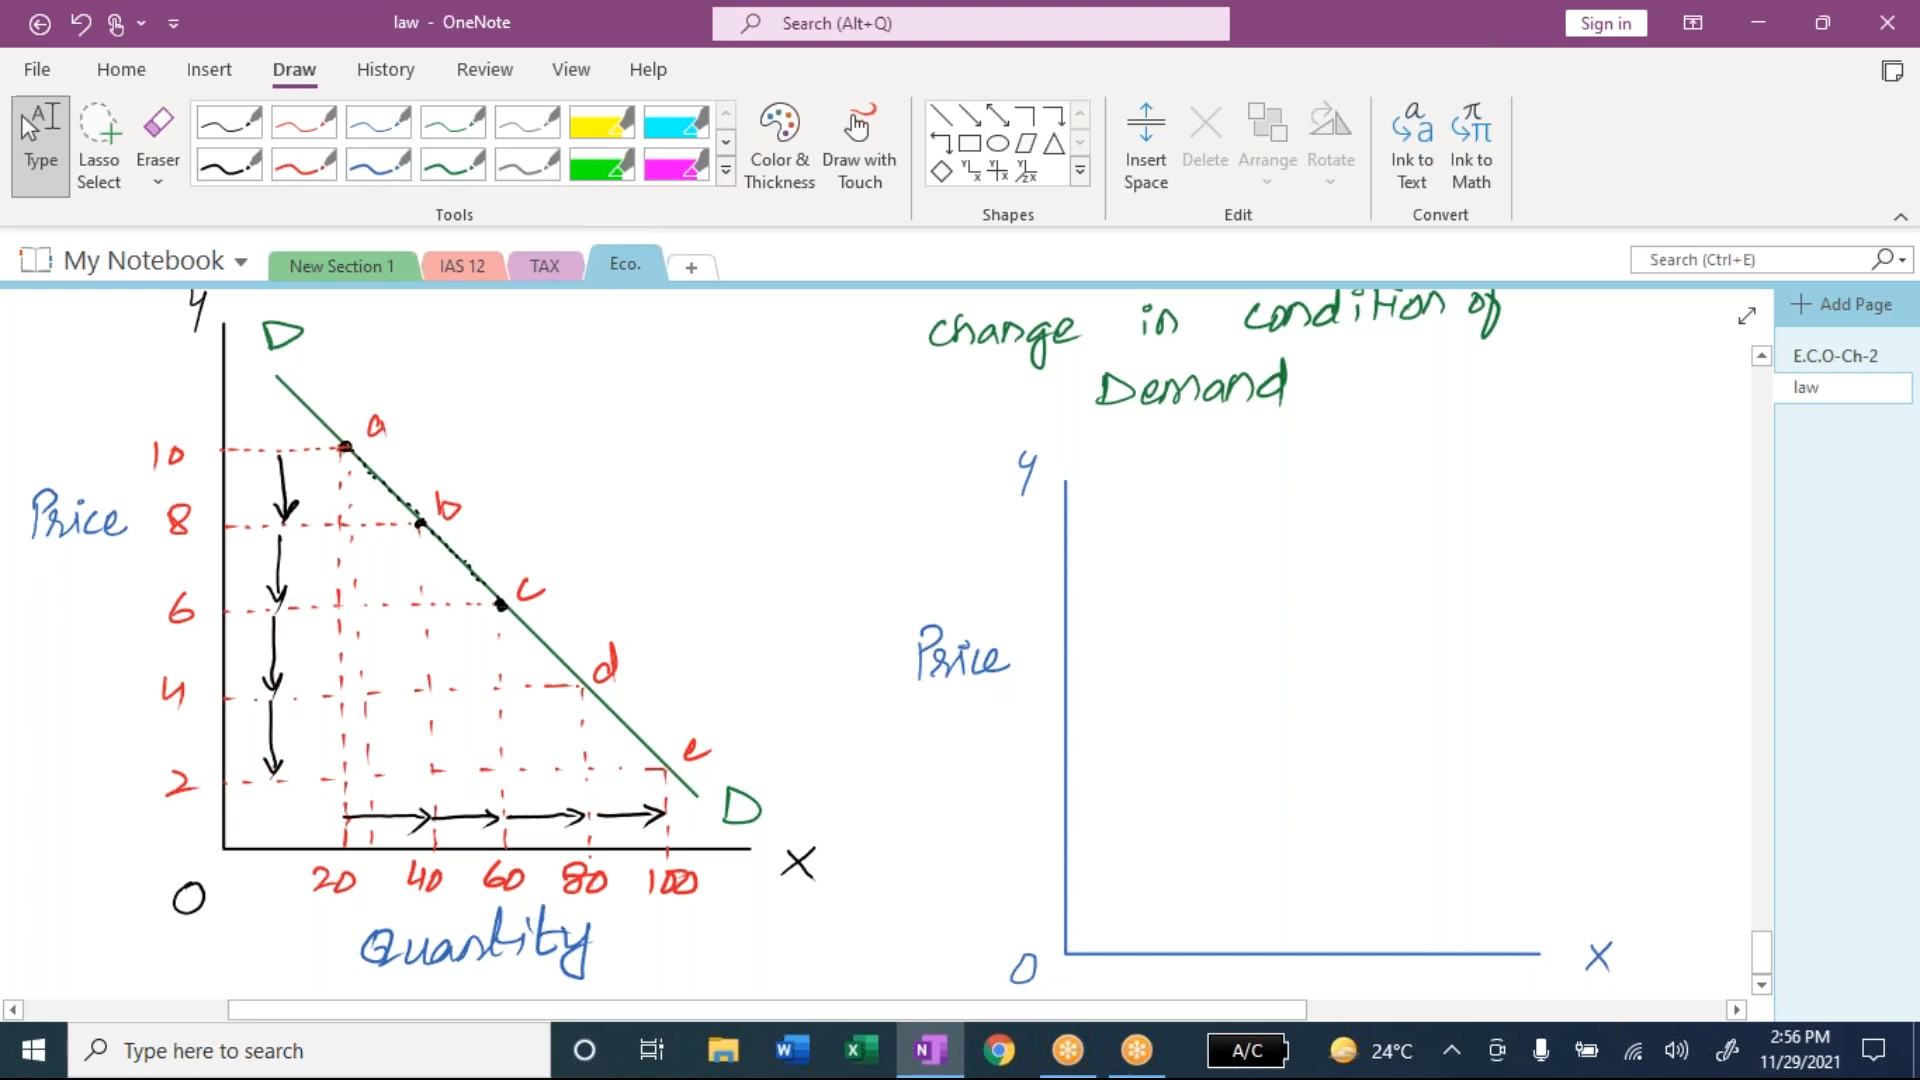 law - OneNote
Search (Alt+Q)
Sign in
File Home Insert Draw History Review View Help
Type
Lasso Select
Eraser
Color & Thickness
Draw with Touch
Insert Space
Delete
Arrange
Rotate
Ink to Text
Ink to Math
Tools
Shapes
Edit
Convert
My Notebook
New Section 1
IAS 12
TAX
Eco.
Search (Ctrl+E)
Add Page
E.C.O-Ch-2
law
Y
D
a
10
b
Price 8
c
6
d
4
e
2
D
X
20 40 60 80 100
O
Quantity
change in condition of
Demand
Y
Price
O
X
Type here to search
A/C
24°C
2:56 PM
11/29/2021